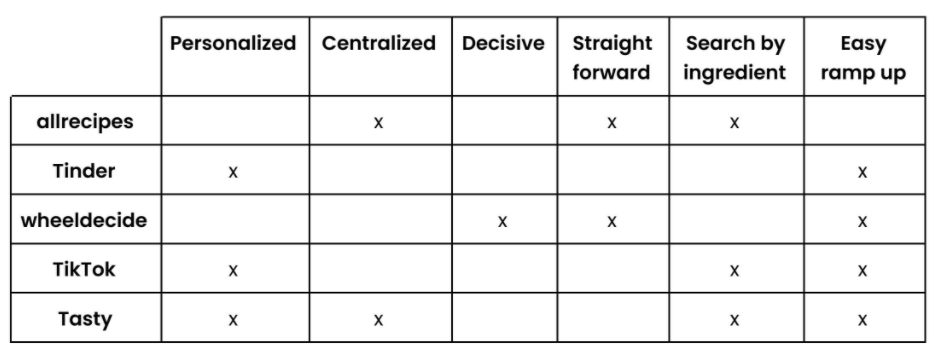 Personalized Centralized Decisive Straight forward Search by ingredient Easy ramp up
allrecipes x x x
Tinder x x
wheeldecide x x x
TikTok x x x
Tasty x x x x